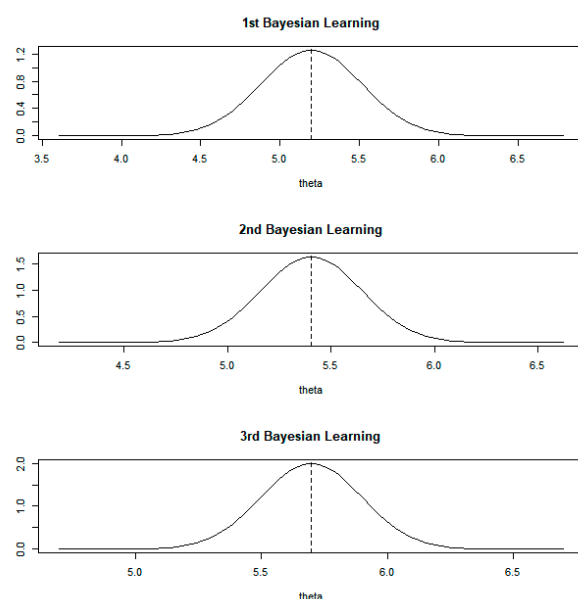 1st Bayesian Learning
0.0 0.4 0.8 1.2
3.5 4.0 4.5 5.0 5.5 6.0 6.5
theta
2nd Bayesian Learning
0.0 0.5 1.0 1.5
4.5 5.0 5.5 6.0 6.5
theta
3rd Bayesian Learning
0.0 1.0 2.0
5.0 5.5 6.0 6.5
theta